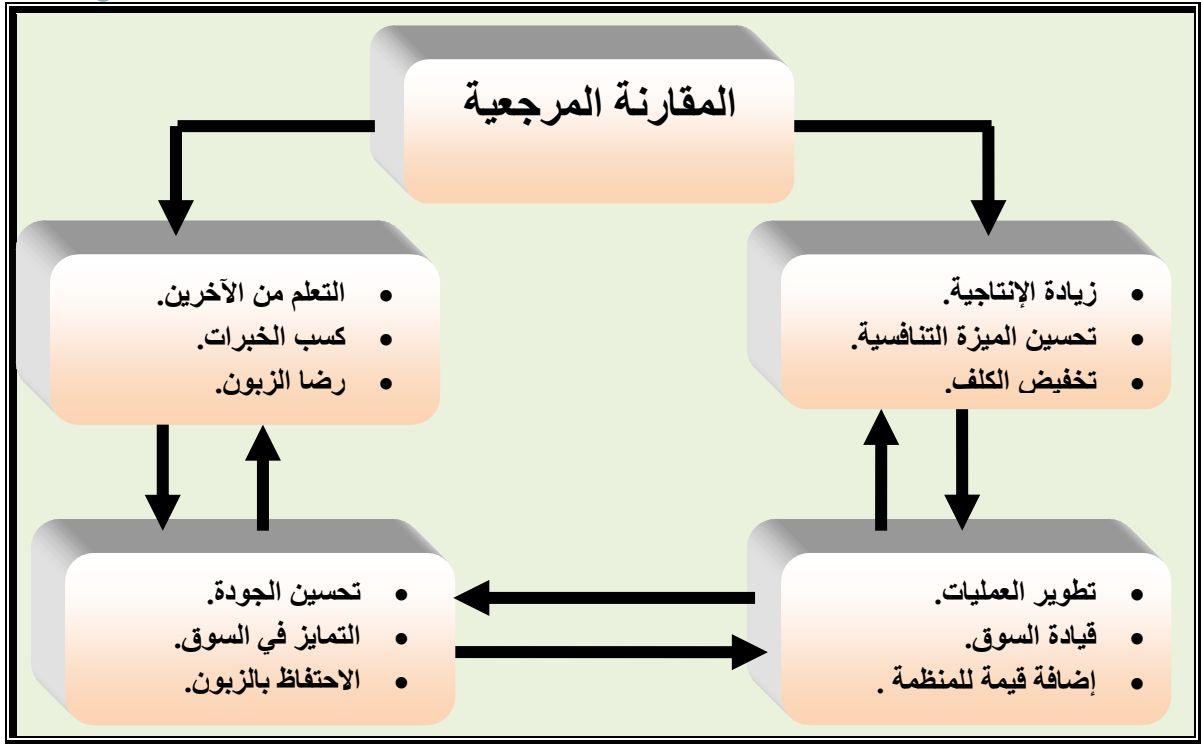 المقارنة المرجعية
• زيادة الإنتاجية.
• تحسين الميزة التنافسية.
• تخفيض الكلف.
• التعلم من الآخرين.
• كسب الخبرات.
• رضا الزبون.
• تطوير العمليات.
• قيادة السوق.
• إضافة قيمة للمنظمة .
• تحسين الجودة.
• التمايز في السوق.
• الاحتفاظ بالزبون.